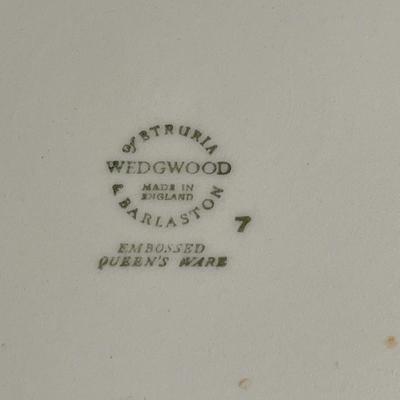 of ETRURIA
WEDGWOOD
MADE IN
ENGLAND
& BARLASTON
7
EMBOSSED
QUEEN'S WARE